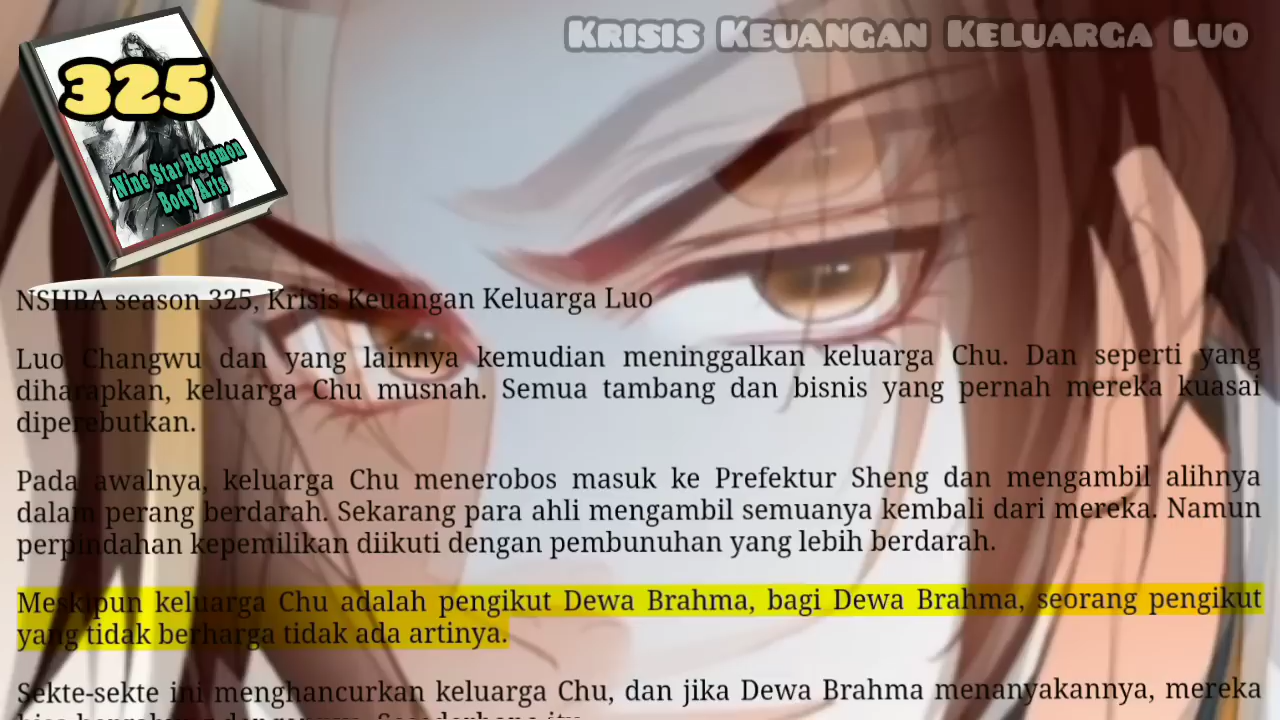 Krisis Keuangan Keluarga Luo
325
Nine Star Hegemon
Body Arts
NSHBA season 325, Krisis Keuangan Keluarga Luo
Luo Changwu dan yang lainnya kemudian meninggalkan keluarga Chu. Dan seperti yang
diharapkan, keluarga Chu musnah. Semua tambang dan bisnis yang pernah mereka kuasai
diperebutkan.
Pada awalnya, keluarga Chu menerobos masuk ke Prefektur Sheng dan mengambil alihnya
dalam perang berdarah. Sekarang para ahli mengambil semuanya kembali dari mereka. Namun
perpindahan kepemilikan diikuti dengan pembunuhan yang lebih berdarah.
Meskipun keluarga Chu adalah pengikut Dewa Brahma, bagi Dewa Brahma, seorang pengikut
yang tidak berharga tidak ada artinya.
Sekte-sekte ini menghancurkan keluarga Chu, dan jika Dewa Brahma menanyakannya, mereka